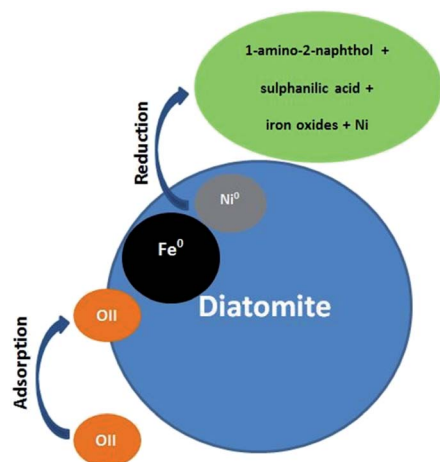 1-amino-2-naphthol +
sulphanilic acid +
iron oxides + Ni
Reduction
Ni⁰
Fe⁰
Diatomite
OII
Adsorption
OII